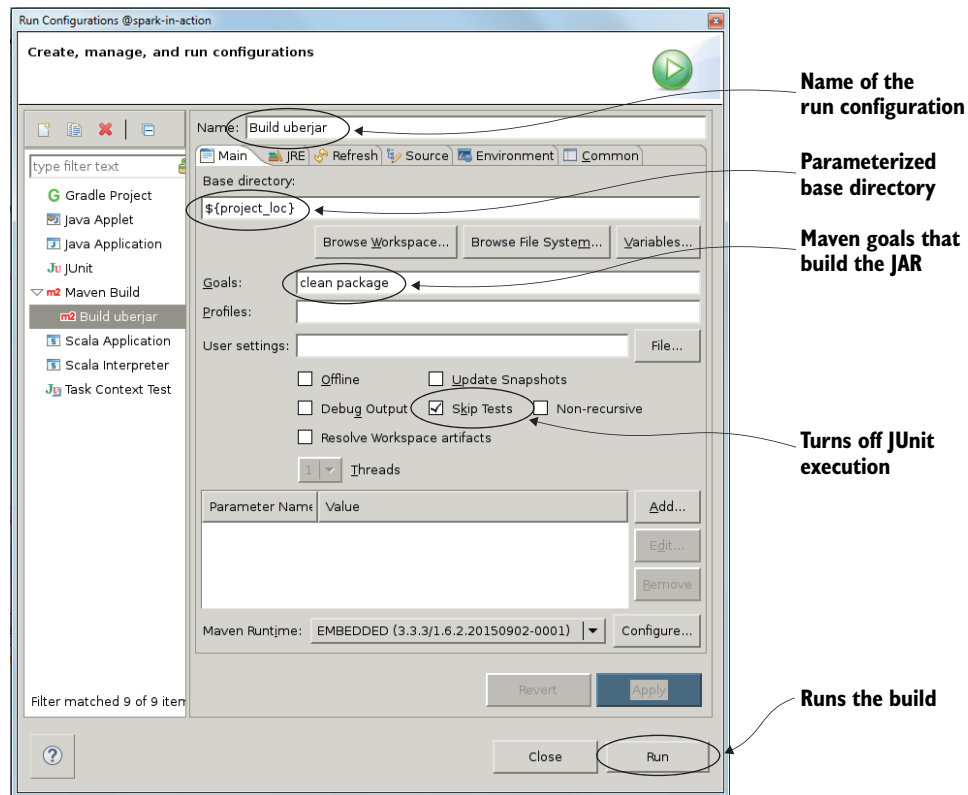 Run Configurations @spark-in-action
Create, manage, and run configurations
type filter text
G Gradle Project
Java Applet
Java Application
Ju JUnit
m2 Maven Build
m2 Build uberjar
Scala Application
Scala Interpreter
Task Context Test
Filter matched 9 of 9 item
Name: Build uberjar
Main JRE Refresh Source Environment Common
Base directory:
${project_loc}
Browse Workspace... Browse File System... Variables...
Goals: clean package
Profiles:
User settings: File...
Offline Update Snapshots
Debug Output Skip Tests Non-recursive
Resolve Workspace artifacts
1 Threads
Parameter Name Value Add...
Edit...
Remove
Maven Runtime: EMBEDDED (3.3.3/1.6.2.20150902-0001) Configure...
Revert Apply
? Close Run
Name of the
run configuration
Parameterized
base directory
Maven goals that
build the JAR
Turns off JUnit
execution
Runs the build